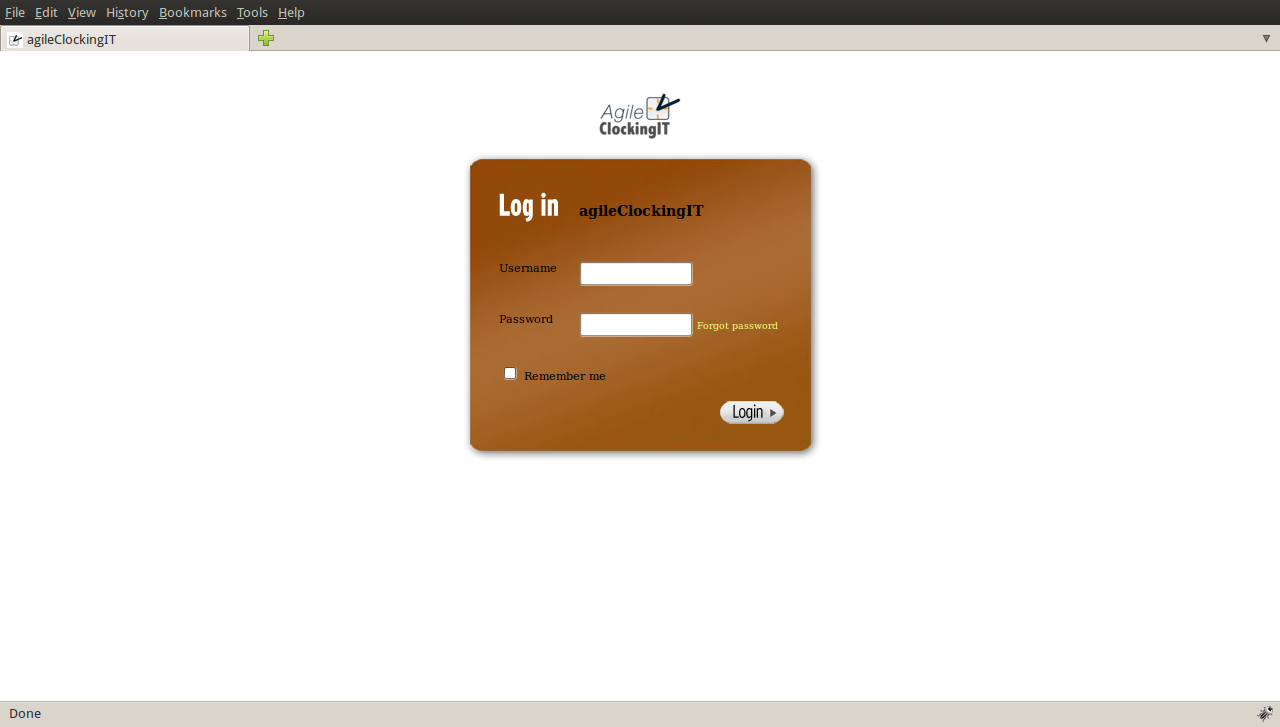 File Edit View History Bookmarks Tools Help
agileClockingIT
Agile
ClockingIT
Log in agileClockingIT
Username
Password Forgot password
Remember me
Login
Done